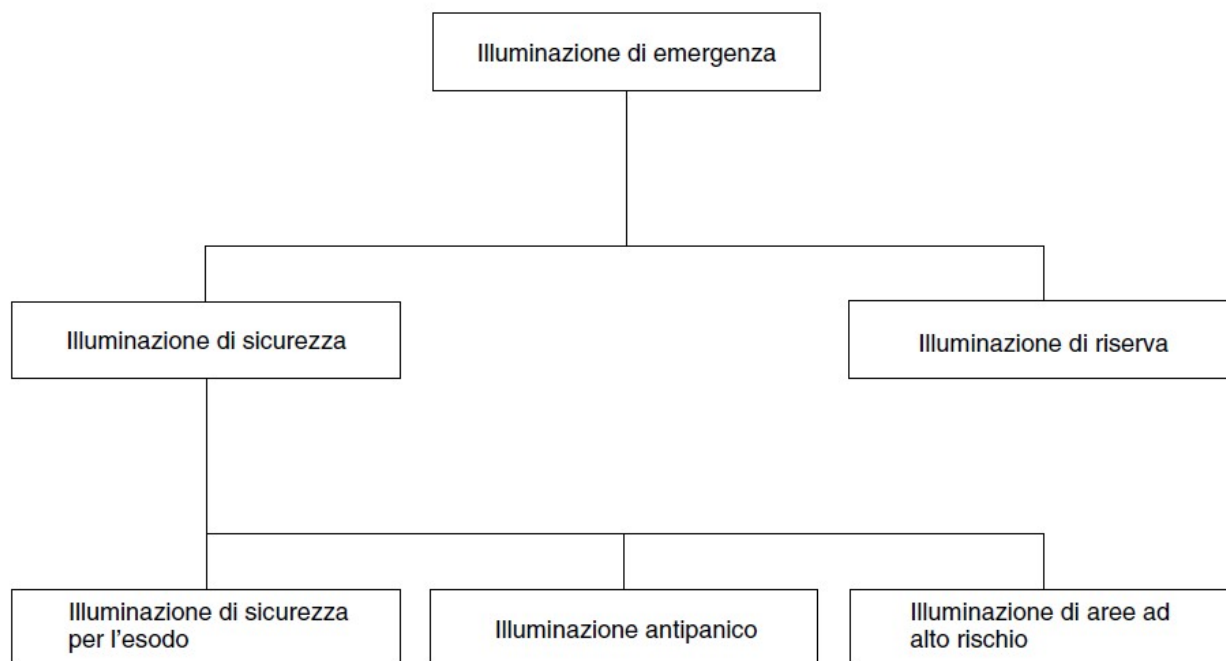 Illuminazione di emergenza
Illuminazione di sicurezza
Illuminazione di riserva
Illuminazione di sicurezza
per l'esodo
Illuminazione antipanico
Illuminazione di aree ad
alto rischio